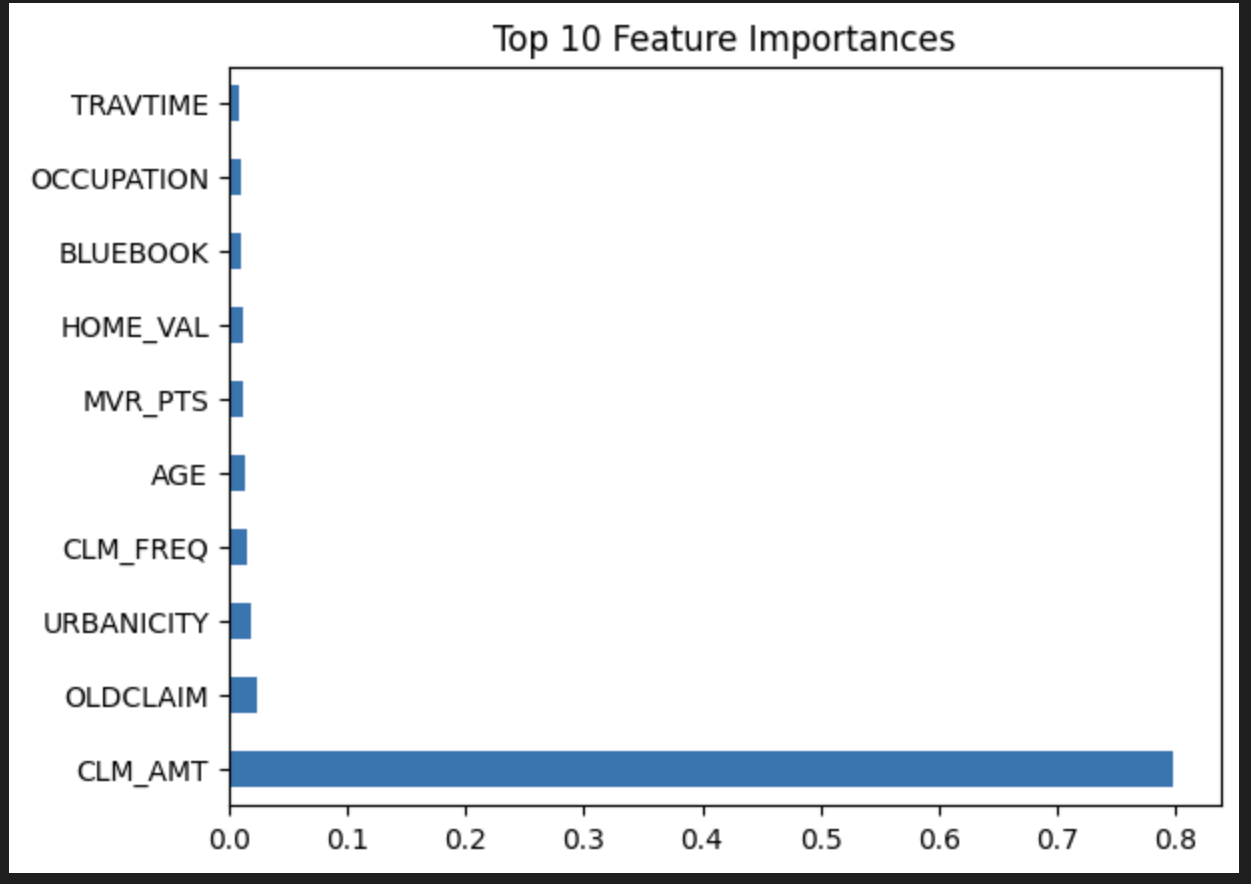 Top 10 Feature Importances
TRAVTIME
OCCUPATION
BLUEBOOK
HOME_VAL
MVR_PTS
AGE
CLM_FREQ
URBANICITY
OLDCLAIM
CLM_AMT
0.0 0.1 0.2 0.3 0.4 0.5 0.6 0.7 0.8